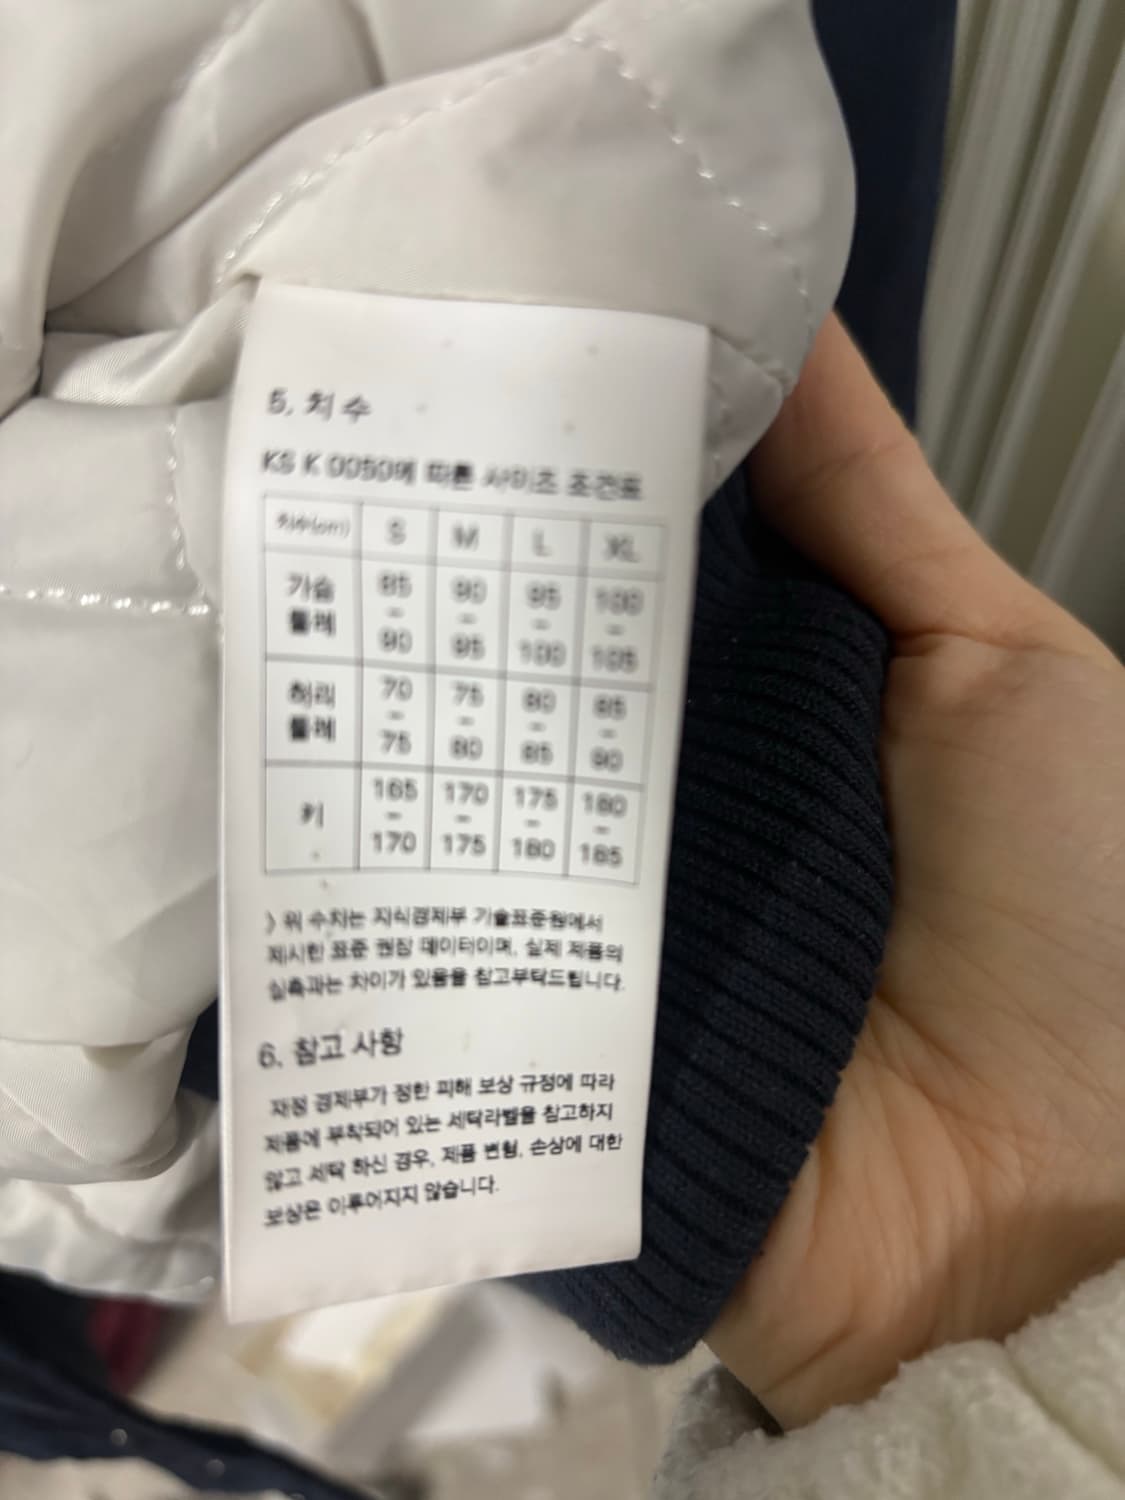 5. 치수
KS K 0050에 따른 사이즈 조견표
치수(cm) S M L XL
가슴 85 90 95 100
둘레 - - - -
90 95 100 105
허리 70 75 80 85
둘레 - - - -
75 80 85 90
키 165 170 175 180
- - - -
170 175 180 185
> 위 수치는 지식경제부 기술표준원에서
제시한 표준 권장 데이터이며, 실제 제품의
실측과는 차이가 있음을 참고부탁드립니다.
6. 참고 사항
재정 경제부가 정한 피해 보상 규정에 따라
제품에 부착되어 있는 세탁라벨을 참고하지
않고 세탁 하신 경우, 제품 변형, 손상에 대한
보상은 이루어지지 않습니다.